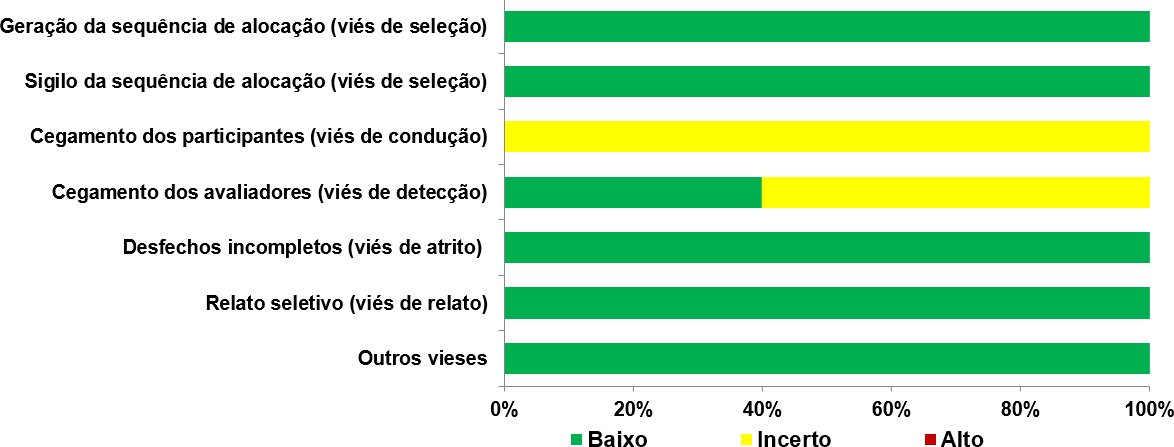 Geração da sequência de alocação (viés de seleção)
Sigilo da sequência de alocação (viés de seleção)
Cegamento dos participantes (viés de condução)
Cegamento dos avaliadores (viés de detecção)
Desfechos incompletos (viés de atrito)
Relato seletivo (viés de relato)
Outros vieses
0% 20% 40% 60% 80% 100%
Baixo Incerto Alto